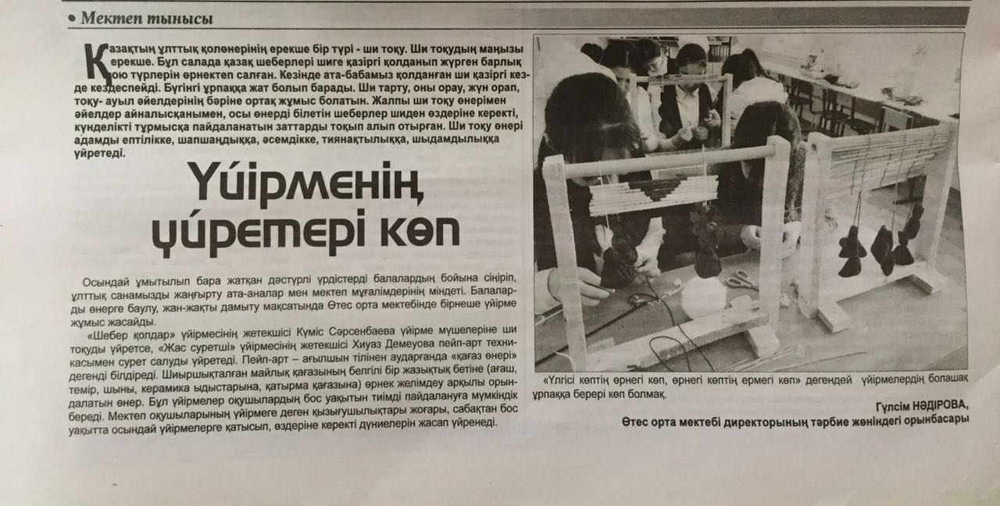 • Мектеп тынысы
Қазақтың ұлттық қолөнерінің ерекше бір түрі - ши тоқу. Ши тоқудың маңызы
ерекше. Бұл салада қазақ шеберлері шиге қазіргі қолданып жүрген барлық
ою түрлерін өрнектеп салған. Кезінде ата-бабамыз қолданған ши қазіргі кез-
де кездеспейді. Бүгінгі ұрпаққа жат болып барады. Ши тарту, оны орау, жүн орап,
тоқу- ауыл әйелдерінің бәріне ортақ жұмыс болатын. Жалпы ши тоқу өнерімен
әйелдер айналысқанымен, осы өнерді білетін шеберлер шиден өздеріне керекті,
күнделікті тұрмысқа пайдаланатын заттарды тоқып алып отырған. Ши тоқу өнері
адамды ептілікке, шапшаңдыққа, әсемдікке, тиянақтылыққа, шыдамдылыққа
үйретеді.
Үйірменің
үйретері көп
Осындай ұмытылып бара жатқан дәстүрлі үрдістерді балалардың бойына сіңіріп,
ұлттық санамызды жаңғырту ата-аналар мен мектеп мұғалімдерінің міндеті. Балалар-
ды өнерге баулу, жан-жақты дамыту мақсатында Өтес орта мектебінде бірнеше үйірме
жұмыс жасайды.
«Шебер қолдар» үйірмесінің жетекшісі Күміс Сәрсенбаева үйірме мүшелеріне ши
тоқуды үйретсе, «Жас суретші» үйірмесінің жетекшісі Хиуаз Демеуова пейп-арт техни-
касымен сурет салуды үйретеді. Пейп-арт – ағылшын тілінен аударғанда «қағаз өнері»
дегенді білдіреді. Шиыршықталған майлық қағазының белгілі бір жазықтық бетіне (ағаш,
темір, шыны, керамика ыдыстарына, қатырма қағазына) өрнек желімдеу арқылы орын-
далатын өнер. Бұл үйірмелер оқушылардың бос уақытын тиімді пайдалануға мүмкіндік
береді. Мектеп оқушыларының үйірмеге деген қызығушылықтары жоғары, сабақтан бос
уақытта осындай үйірмелерге қатысып, өздеріне керекті дүниелерін жасап үйренеді.
«Үлгісі көптің өрнегі көп, өрнегі көптің ермегі көп» дегендей үйірмелердің болашақ
ұрпаққа берері көп болмақ.
Гүлсім НӘДІРОВА,
Өтес орта мектебі директорының тәрбие жөніндегі орынбасары